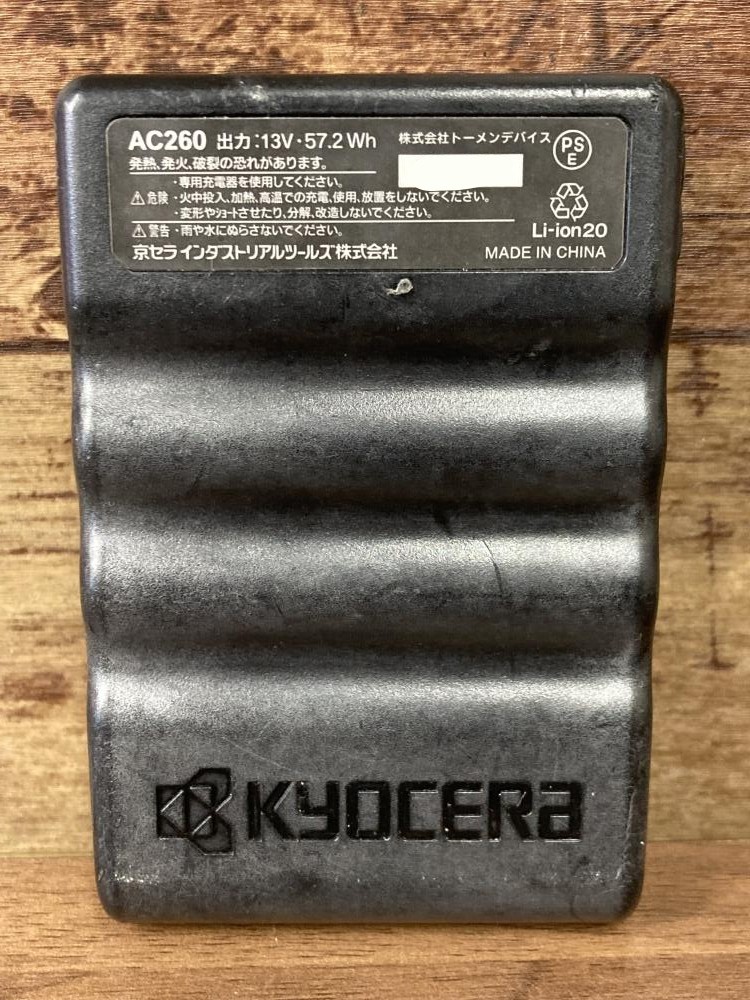 AC260 出力:13V・57.2Wh 株式会社トーメンデバイス
PS
E
発熱、発火、破裂の恐れがあります。
・専用充電器を使用してください。
⚠危険・火中投入、加熱、高温での充電、使用、放置をしないでください。
・変形やショートさせたり、分解、改造しないでください。
⚠警告・雨や水にぬらさないでください。
Li-ion20
京セラインダストリアルツールズ株式会社 MADE IN CHINA
KYOCERA